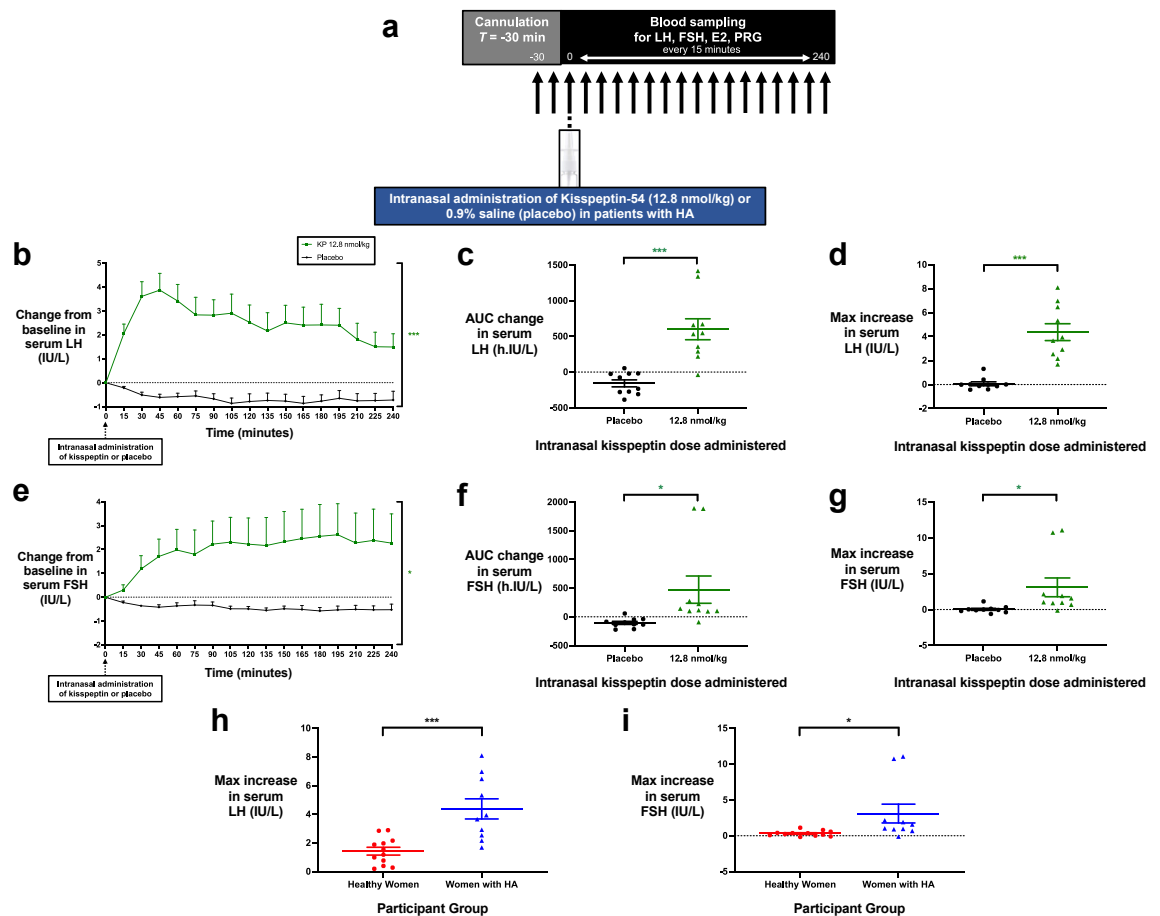 a
Cannulation
T = -30 min
-30
Blood sampling
for LH, FSH, E2, PRG
every 15 minutes
0
240
Intranasal administration of Kisspeptin-54 (12.8 nmol/kg) or
0.9% saline (placebo) in patients with HA
b
KP 12.8 nmol/kg
Placebo
Change from
baseline in
serum LH
(IU/L)
5
4
3
2
1
0
-1
***
0 15 30 45 60 75 90 105 120 135 150 165 180 195 210 225 240
Time (minutes)
Intranasal administration
of kisspeptin or placebo
c
AUC change
in serum
LH (h.IU/L)
1500
1000
500
0
-500
***
Placebo 12.8 nmol/kg
Intranasal kisspeptin dose administered
d
Max increase
in serum
LH (IU/L)
10
8
6
4
2
0
-2
***
Placebo 12.8 nmol/kg
Intranasal kisspeptin dose administered
e
Change from
baseline in
serum FSH
(IU/L)
4
3
2
1
0
-1
-2
*
0 15 30 45 60 75 90 105 120 135 150 165 180 195 210 225 240
Time (minutes)
Intranasal administration
of kisspeptin or placebo
f
AUC change
in serum
FSH (h.IU/L)
2000
1500
1000
500
0
-500
*
Placebo 12.8 nmol/kg
Intranasal kisspeptin dose administered
g
Max increase
in serum
FSH (IU/L)
15
10
5
0
-5
*
Placebo 12.8 nmol/kg
Intranasal kisspeptin dose administered
h
Max increase
in serum
LH (IU/L)
10
8
6
4
2
0
***
Healthy Women Women with HA
Participant Group
i
Max increase
in serum
FSH (IU/L)
15
10
5
0
-5
*
Healthy Women Women with HA
Participant Group